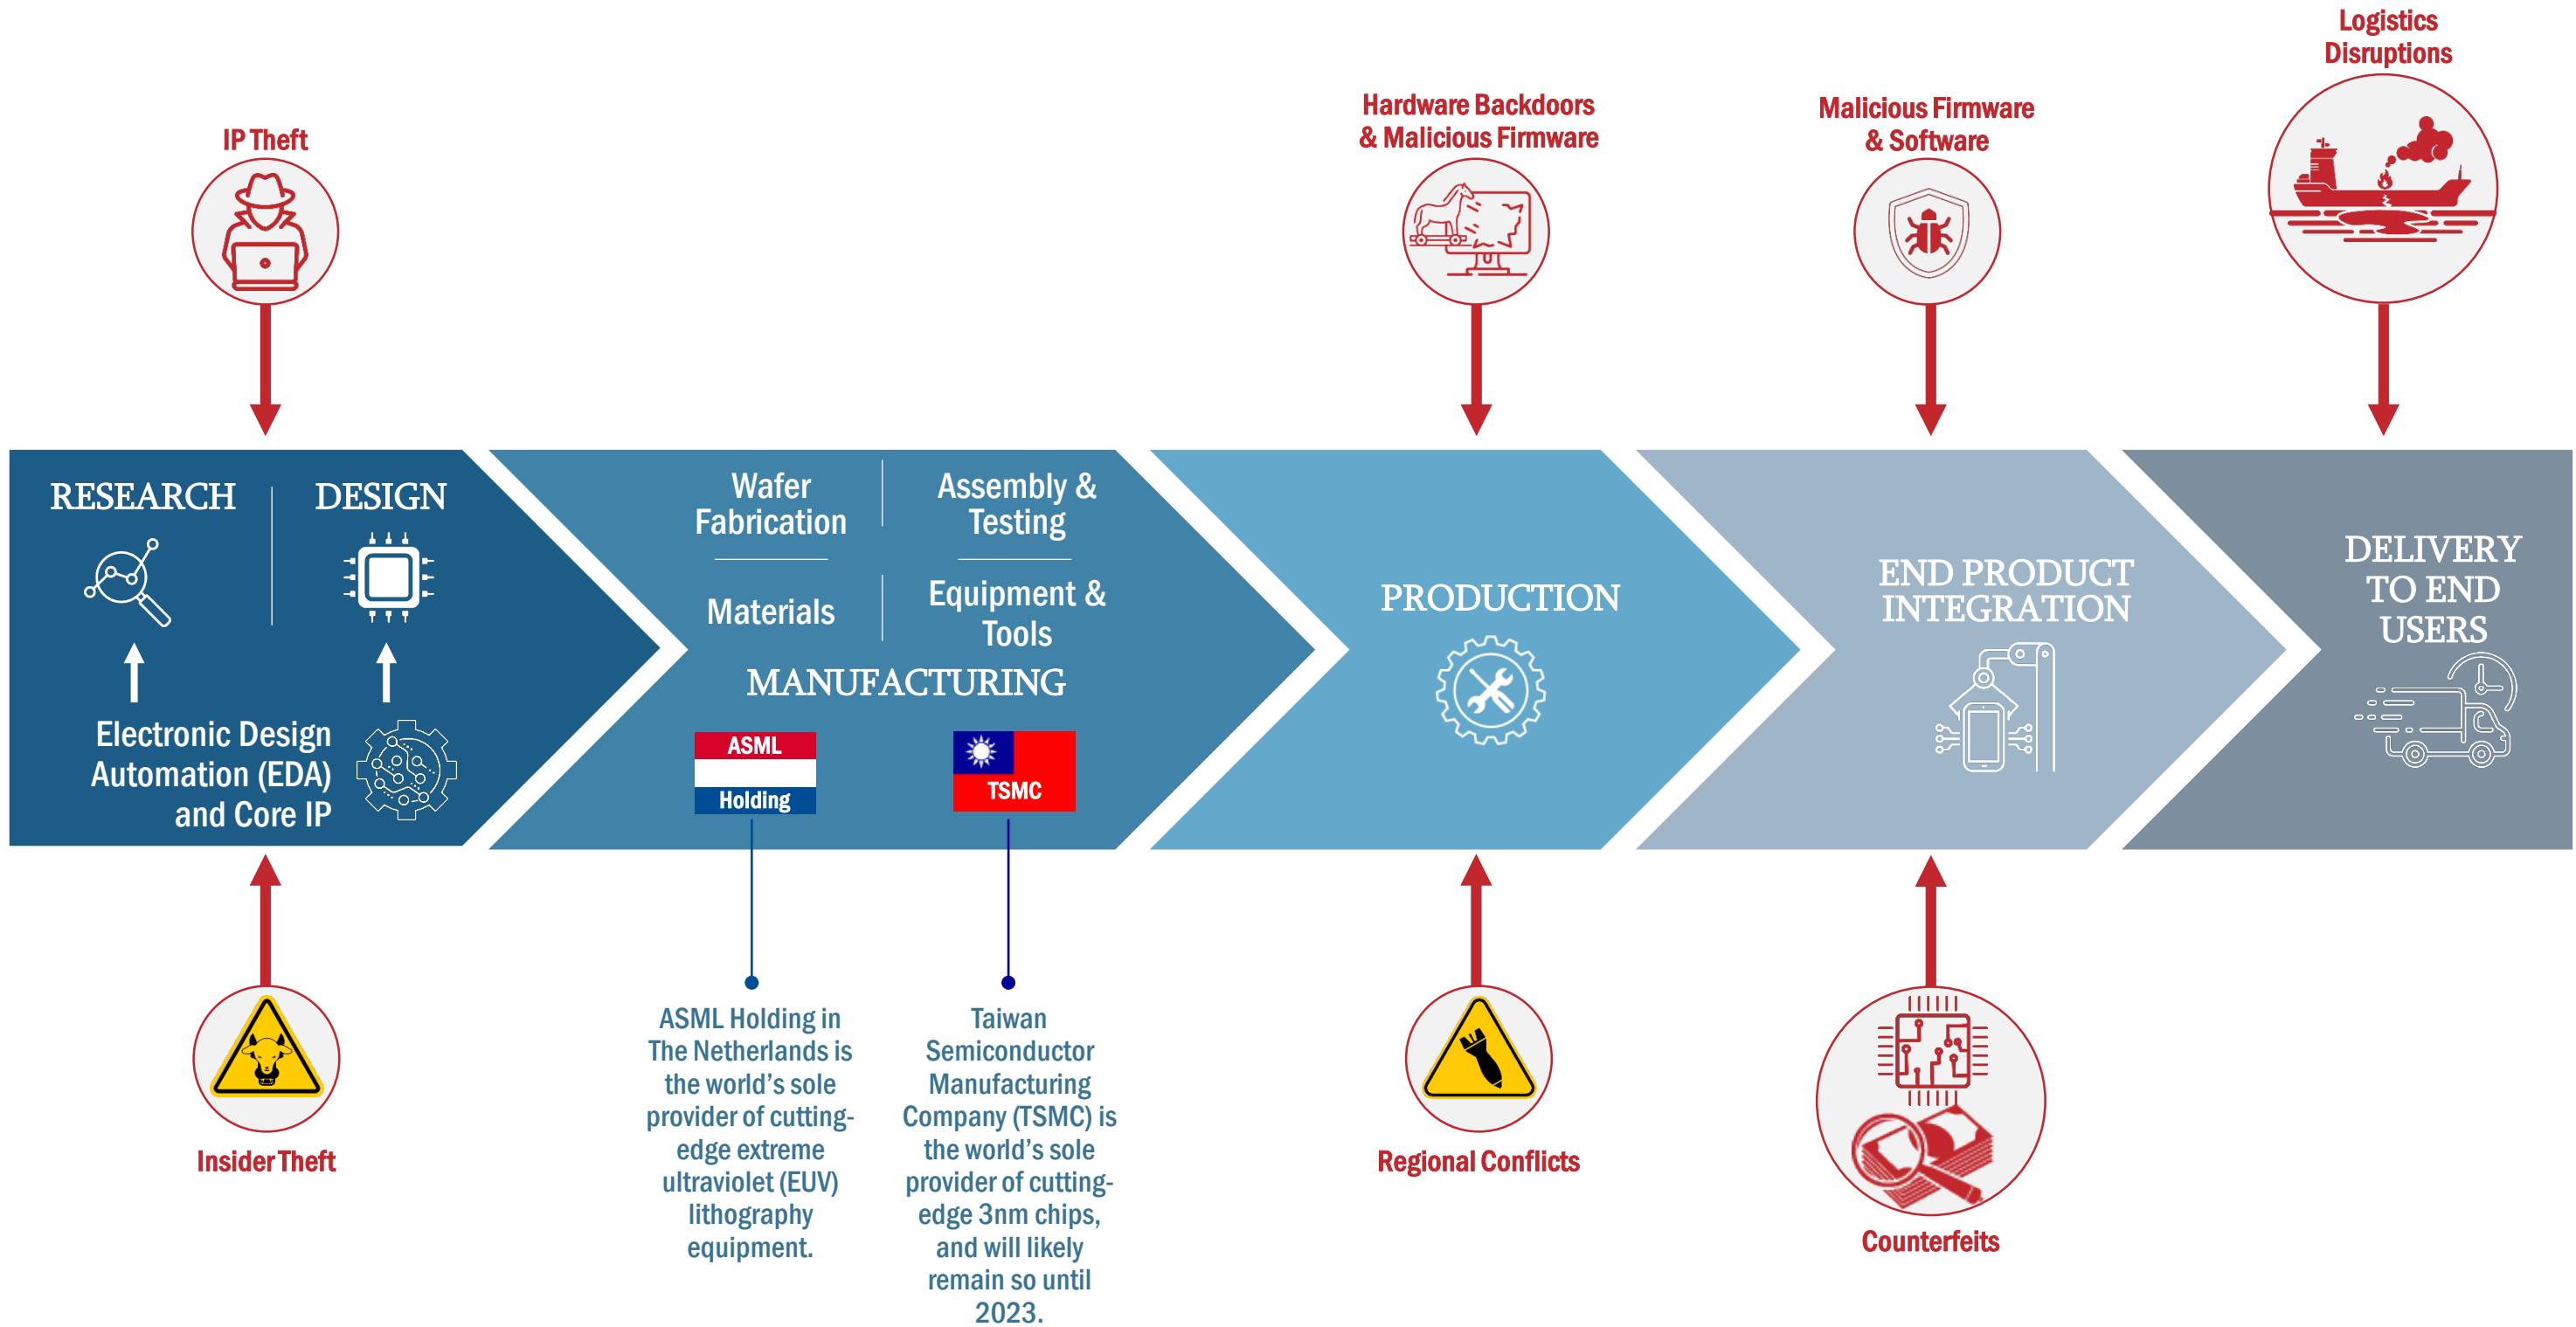 Logistics
Disruptions
Hardware Backdoors
& Malicious Firmware
Malicious Firmware
& Software
IP Theft
RESEARCH
DESIGN
Electronic Design
Automation (EDA)
and Core IP
Wafer
Fabrication
Assembly &
Testing
Materials
Equipment &
Tools
MANUFACTURING
ASML
Holding
TSMC
PRODUCTION
END PRODUCT
INTEGRATION
DELIVERY
TO END
USERS
Insider Theft
ASML Holding in
The Netherlands is
the world's sole
provider of cutting-
edge extreme
ultraviolet (EUV)
lithography
equipment.
Taiwan
Semiconductor
Manufacturing
Company (TSMC) is
the world's sole
provider of cutting-
edge 3nm chips,
and will likely
remain so until
2023.
Regional Conflicts
Counterfeits